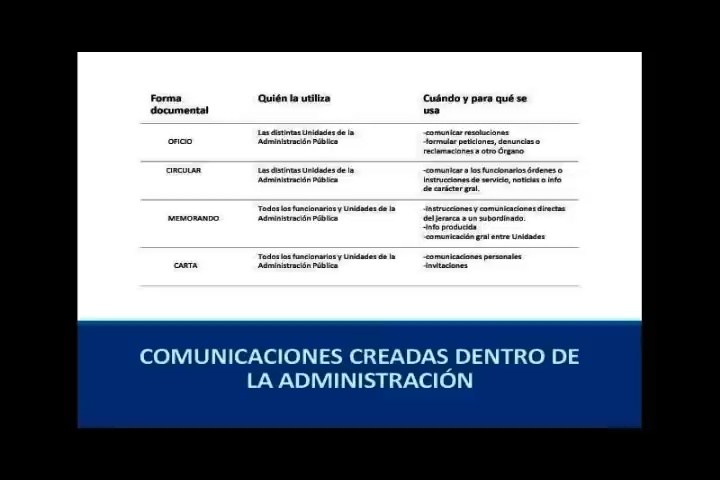 Forma documental
Quién la utiliza
Cuándo y para qué se usa
OFICIO
Las distintas Unidades de la
Administración Pública
-comunicar resoluciones
-formular peticiones, denuncias o
reclamaciones a otro Órgano
CIRCULAR
Las distintas Unidades de la
Administración Pública
-comunicar a los funcionarios órdenes o
instrucciones de servicio, noticias o info
de carácter gral.
MEMORANDO
Todos los funcionarios y Unidades de la
Administración Pública
-Instrucciones y comunicaciones directas
del jerarca a un subordinado.
-Info producida
-comunicación gral entre Unidades
CARTA
Todos los funcionarios y Unidades de la
Administración Pública
-comunicaciones personales
-Invitaciones
COMUNICACIONES CREADAS DENTRO DE
LA ADMINISTRACIÓN